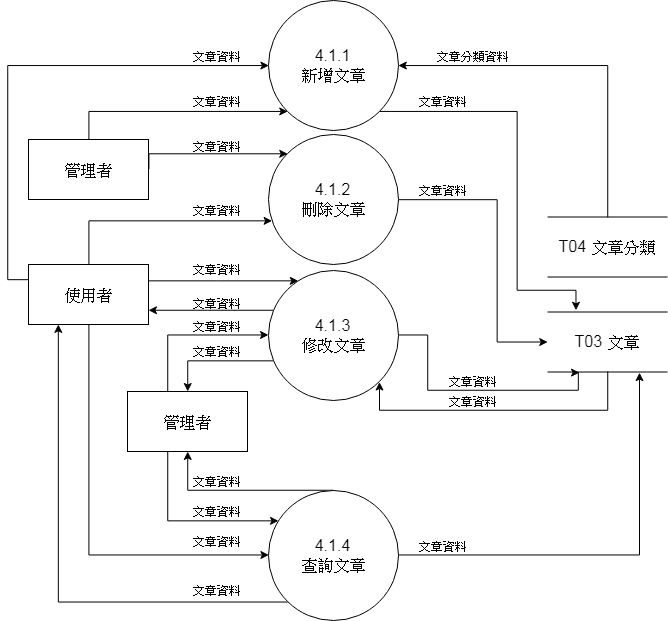 文章資料
4.1.1
新增文章
文章分類資料
文章資料
文章資料
管理者
文章資料
4.1.2
刪除文章
文章資料
文章資料
T04 文章分類
使用者
文章資料
文章資料
4.1.3
修改文章
文章資料
文章資料
T03 文章
文章資料
文章資料
管理者
文章資料
文章資料
4.1.4
查詢文章
文章資料
文章資料
文章資料